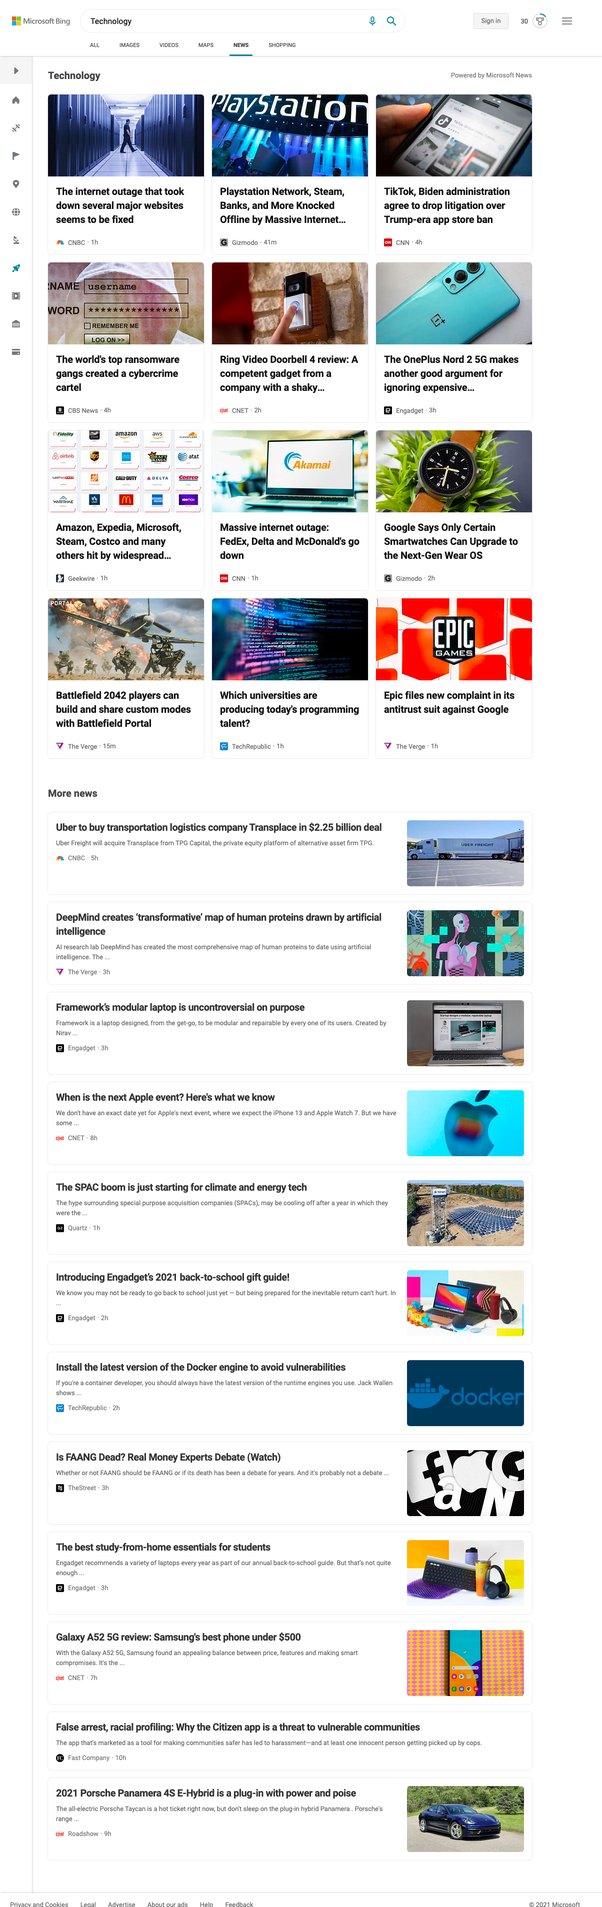 Microsoft Bing
Technology
Sign in
30
ALL
IMAGES
VIDEOS
MAPS
NEWS
SHOPPING
Technology
Powered by Microsoft News
The internet outage that took
down several major websites
seems to be fixed
CNBC · 1h
PlayStation
Playstation Network, Steam,
Banks, and More Knocked
Offline by Massive Internet...
Gizmodo · 41m
TikTok, Biden administration
agree to drop litigation over
Trump-era app store ban
CNN · 4h
NAME username
WORD ***************
REMEMBER ME
LOG ON >>
The world's top ransomware
gangs created a cybercrime
cartel
CBS News · 4h
Ring Video Doorbell 4 review: A
competent gadget from a
company with a shaky...
CNET · 2h
The OnePlus Nord 2 5G makes
another good argument for
ignoring expensive...
Engadget · 3h
Fidelity
amazon
aws
airbnb
ups
at&t
CALL DUTY
DELTA
Costco
Amazon, Expedia, Microsoft,
Steam, Costco and many
others hit by widespread...
Geekwire · 1h
Akamai
Massive internet outage:
FedEx, Delta and McDonald's go
down
CNN · 1h
Google Says Only Certain
Smartwatches Can Upgrade to
the Next-Gen Wear OS
Gizmodo · 2h
PORTAL
Battlefield 2042 players can
build and share custom modes
with Battlefield Portal
The Verge · 15m
Which universities are
producing today's programming
talent?
TechRepublic · 1h
EPIC
GAMES
Epic files new complaint in its
antitrust suit against Google
The Verge · 1h
More news
Uber to buy transportation logistics company Transplace in $2.25 billion deal
Uber Freight will acquire Transplace from TPG Capital, the private equity platform of alternative asset firm TPG.
CNBC · 5h
UBER FREIGHT
DeepMind creates 'transformative' map of human proteins drawn by artificial
intelligence
AI research lab DeepMind has created the most comprehensive map of human proteins to date using artificial
intelligence. The ...
The Verge · 3h
Framework's modular laptop is uncontroversial on purpose
Framework is a laptop designed, from the get-go, to be modular and repairable by every one of its users. Created by
Nirav ...
Engadget · 3h
When is the next Apple event? Here's what we know
We don't have an exact date yet for Apple's next event, where we expect the iPhone 13 and Apple Watch 7. But we have
some ...
CNET · 8h
The SPAC boom is just starting for climate and energy tech
The hype surrounding special purpose acquisition companies (SPACs), may be cooling off after a year in which they
were the ...
Quartz · 1h
Introducing Engadget's 2021 back-to-school gift guide!
We know you may not be ready to go back to school just yet — but being prepared for the inevitable return can't hurt. In
...
Engadget · 2h
Install the latest version of the Docker engine to avoid vulnerabilities
If you're a container developer, you should always have the latest version of the runtime engines you use. Jack Wallen
shows ...
TechRepublic · 2h
docker
Is FAANG Dead? Real Money Experts Debate (Watch)
Whether or not FAANG should be FAANG or if its death has been a debate for years. And it's probably not a debate ...
TheStreet · 3h
The best study-from-home essentials for students
Engadget recommends a variety of laptops every year as part of our annual back-to-school guide. But that's not quite
enough ...
Engadget · 3h
Galaxy A52 5G review: Samsung's best phone under $500
With the Galaxy A52 5G, Samsung found an appealing balance between price, features and making smart
compromises. It's the ...
CNET · 7h
False arrest, racial profiling: Why the Citizen app is a threat to vulnerable communities
The app that's marketed as a tool for making communities safer has led to harassment—and at least one innocent person getting picked up by cops.
Fast Company · 10h
2021 Porsche Panamera 4S E-Hybrid is a plug-in with power and poise
The all-electric Porsche Taycan is a hot ticket right now, but don't sleep on the plug-in hybrid Panamera . Porsche's
range ...
Roadshow · 9h
Privacy and Cookies
Legal
Advertise
About our ads
Help
Feedback
© 2021 Microsoft